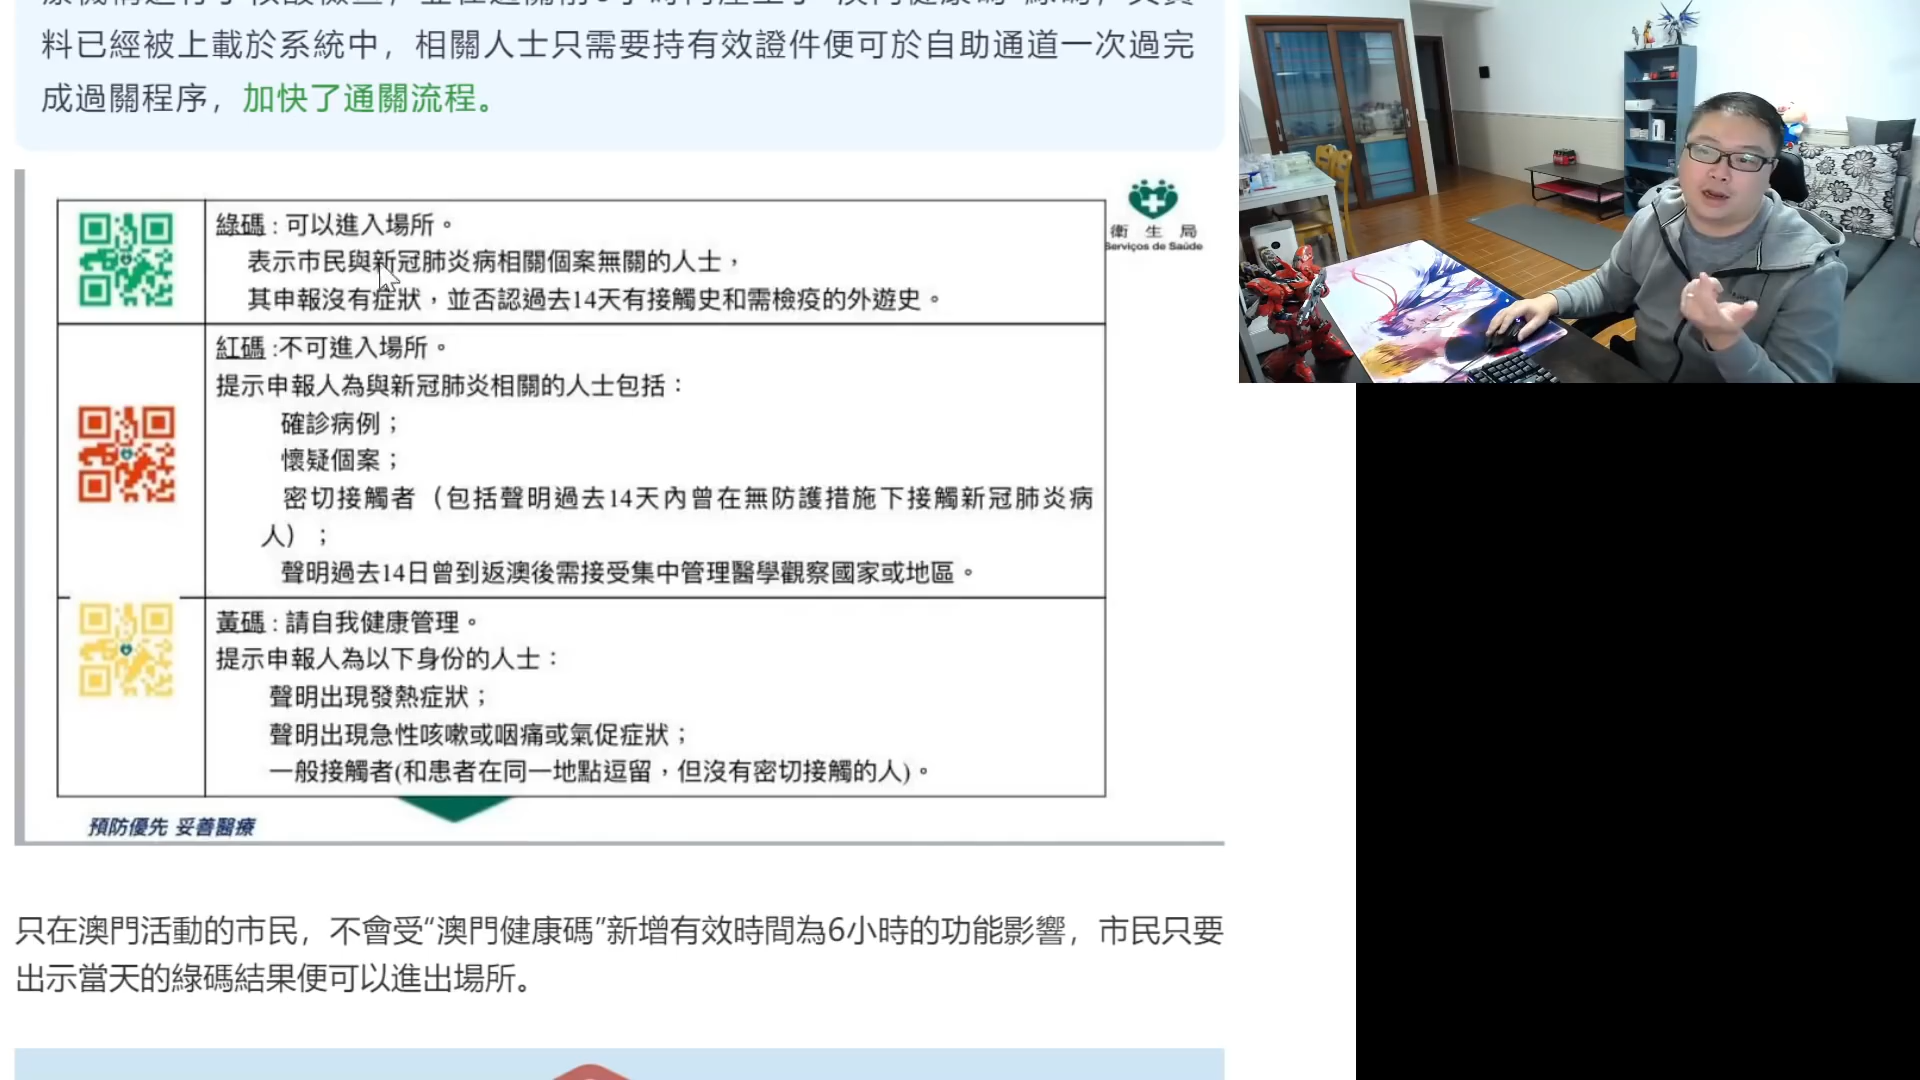 料已經被上載於系統中，相關人士只需要持有效證件便可於自助通道一次過完
成過關程序，加快了通關流程。
綠碼：可以進入場所。
表示市民與新冠肺炎病相關個案無關的人士，
其申報沒有症狀，並否認過去14天有接觸史和需檢疫的外遊史。
衛生局
Serviços de Saúde
紅碼：不可進入場所。
提示申報人為與新冠肺炎相關的人士包括：
確診病例；
懷疑個案；
密切接觸者（包括聲明過去14天內曾在無防護措施下接觸新冠肺炎病
人）；
聲明過去14日曾到返澳後需接受集中管理醫學觀察國家或地區。
黃碼：請自我健康管理。
提示申報人為以下身份的人士：
聲明出現發熱症狀；
聲明出現急性咳嗽或咽痛或氣促症狀；
一般接觸者(和患者在同一地點逗留，但沒有密切接觸的人)。
預防優先 妥善醫療
只在澳門活動的市民，不會受“澳門健康碼”新增有效時間為6小時的功能影響，市民只要
出示當天的綠碼結果便可以進出場所。